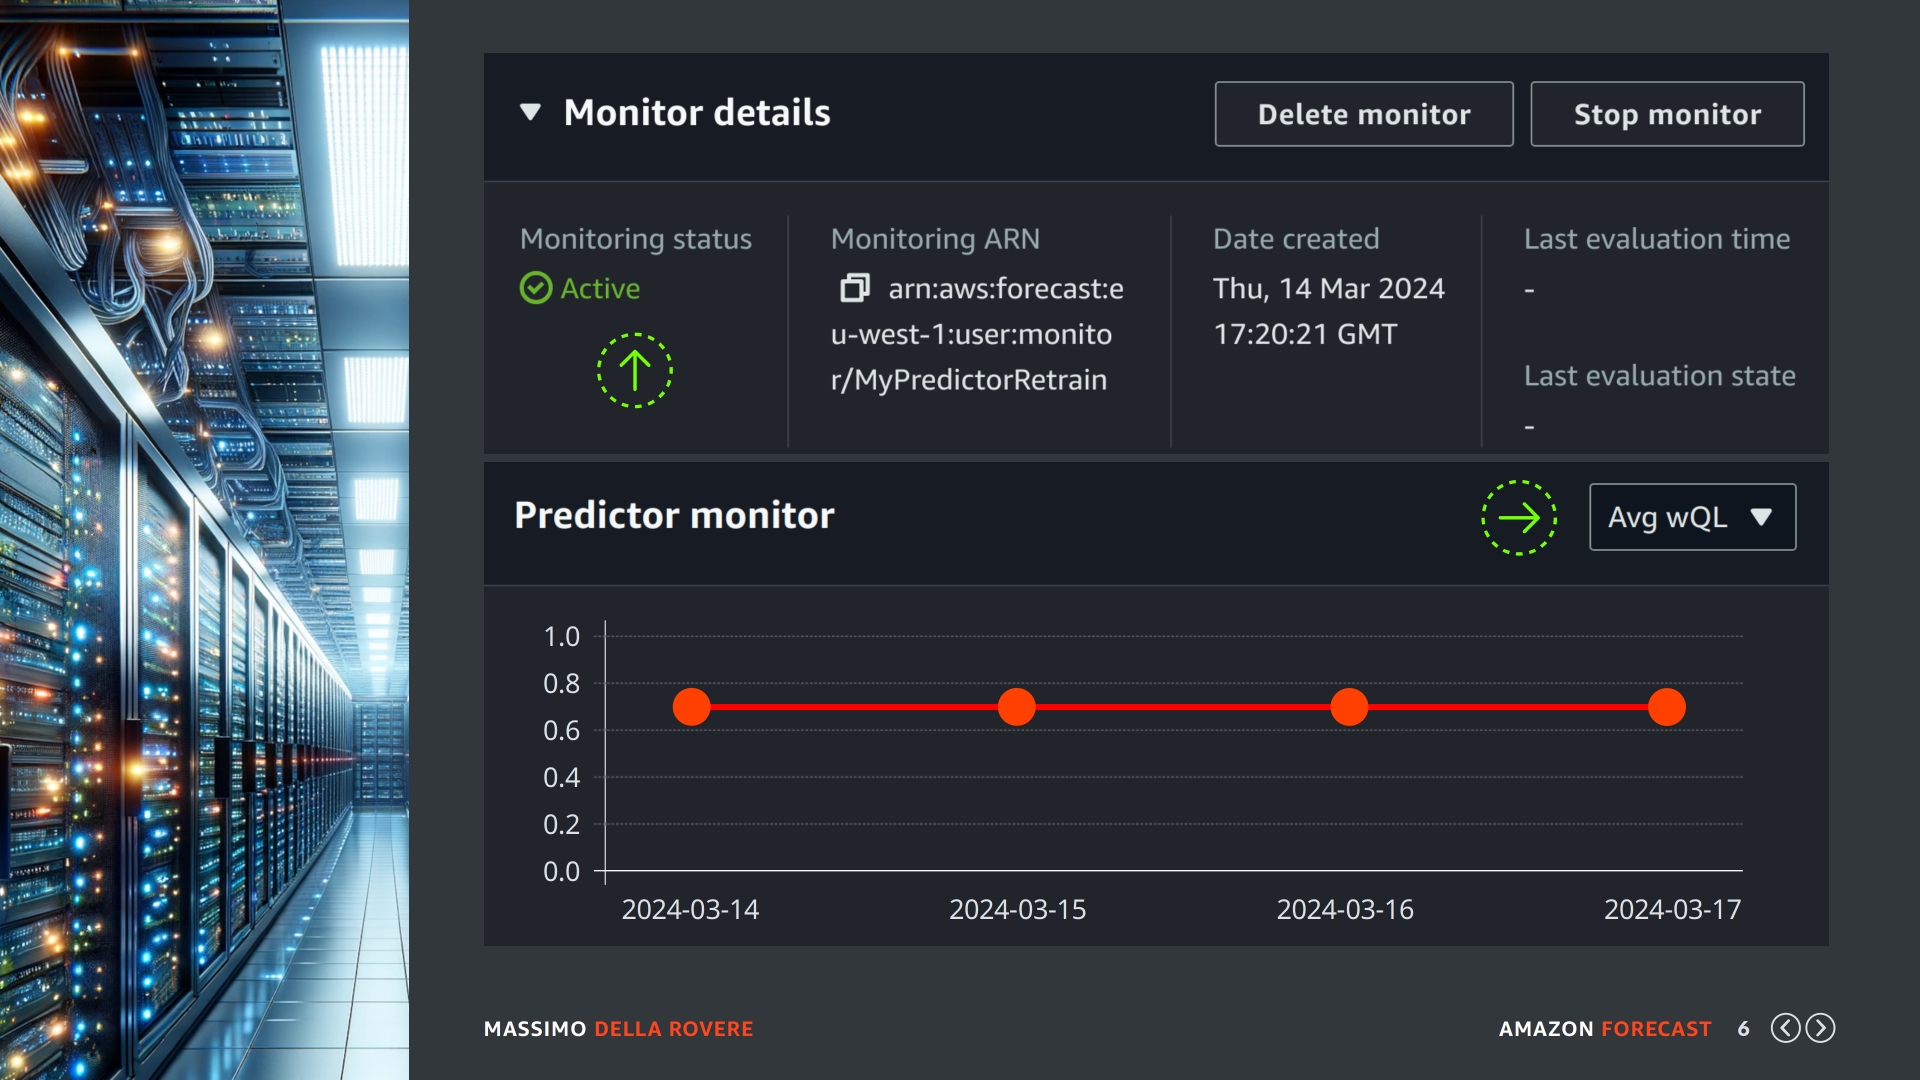 Monitor details
Delete monitor
Stop monitor
Monitoring status
Active
Monitoring ARN
arn:aws:forecast:e
u-west-1:user:monito
r/MyPredictorRetrain
Date created
Thu, 14 Mar 2024
17:20:21 GMT
Last evaluation time
-
Last evaluation state
-
Predictor monitor
Avg wQL
1.0
0.8
0.6
0.4
0.2
0.0
2024-03-14
2024-03-15
2024-03-16
2024-03-17
MASSIMO DELLA ROVERE
AMAZON FORECAST 6